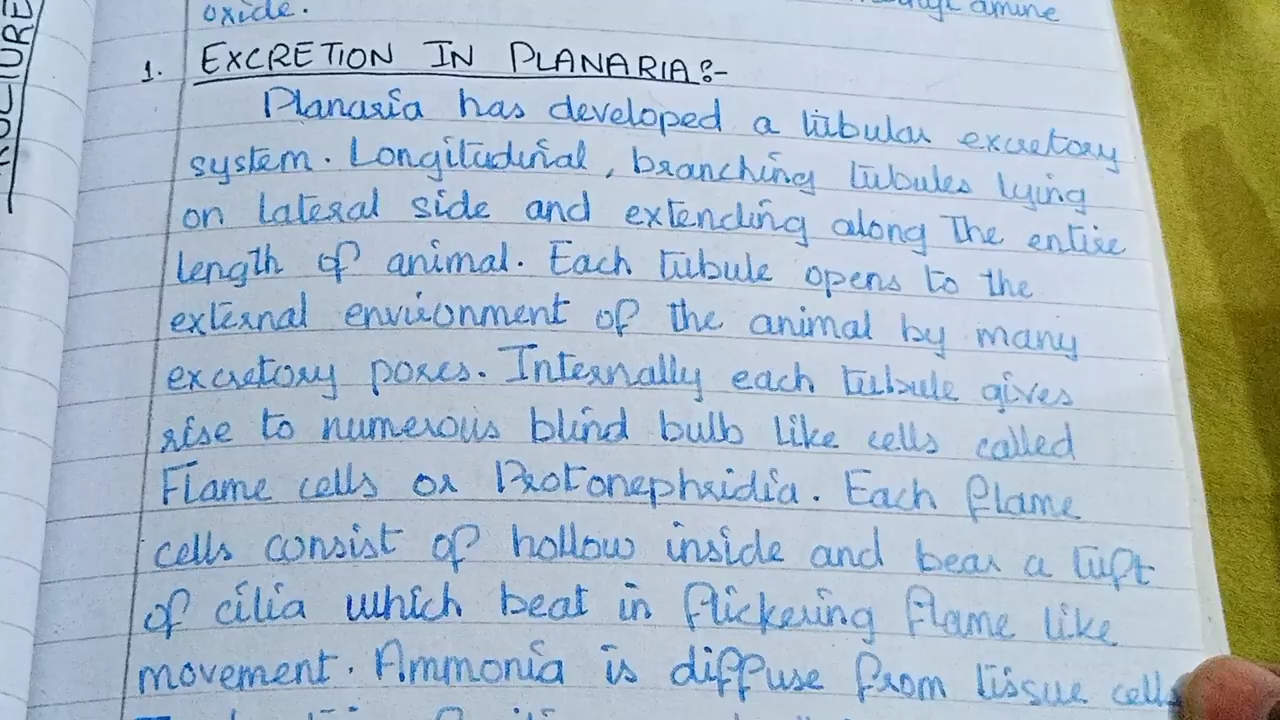 oxide. amine
1. EXCRETION IN PLANARIA:-
Planaria has developed a tubular excretory
system. Longitudinal, branching tubules lying
on lateral side and extending along The entire
length of animal. Each tubule opens to the
external environment of the animal by many
excretory pores. Internally each tubule gives
rise to numerous blind bulb like cells called
Flame cells or Protonephridia. Each flame
cells consist of hollow inside and bear a tuft
of cilia which beat in flickering flame like
movement. Ammonia is diffuse from tissue cells